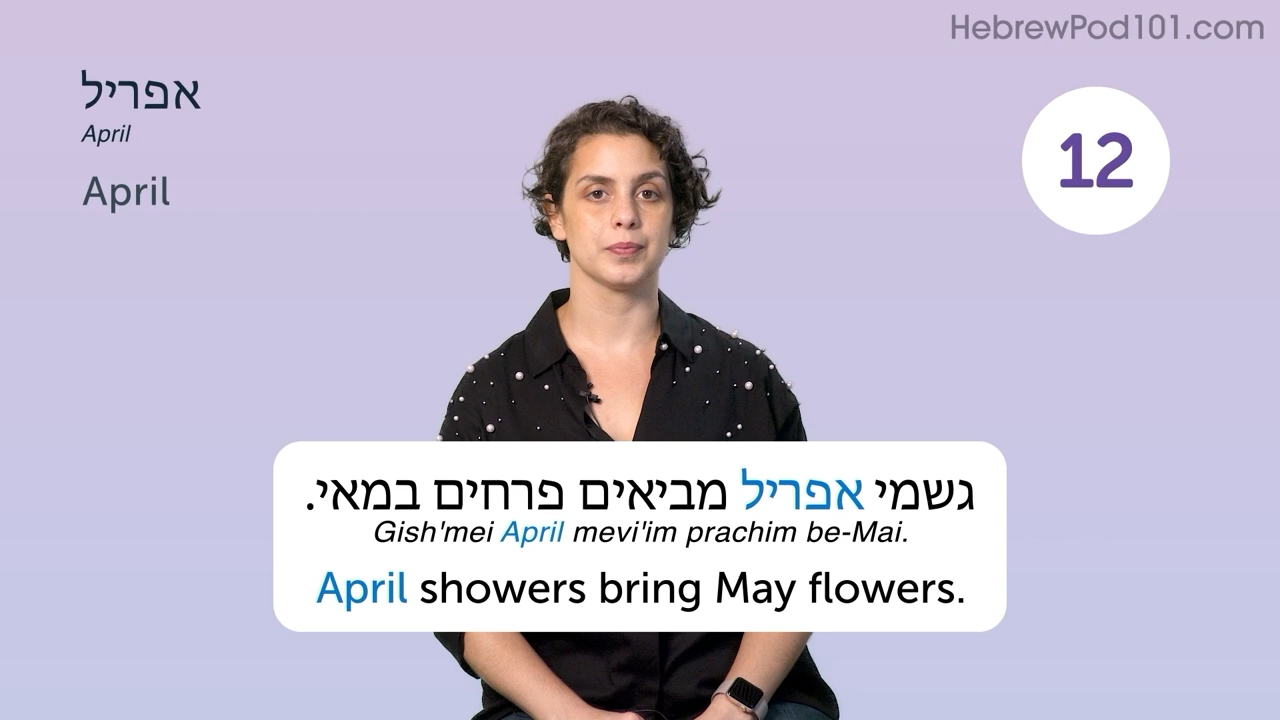 HebrewPod101.com
אפריל
April
April
12
גשמי אפריל מביאים פרחים במאי.
Gish'mei April mevi'im prachim be-Mai.
April showers bring May flowers.